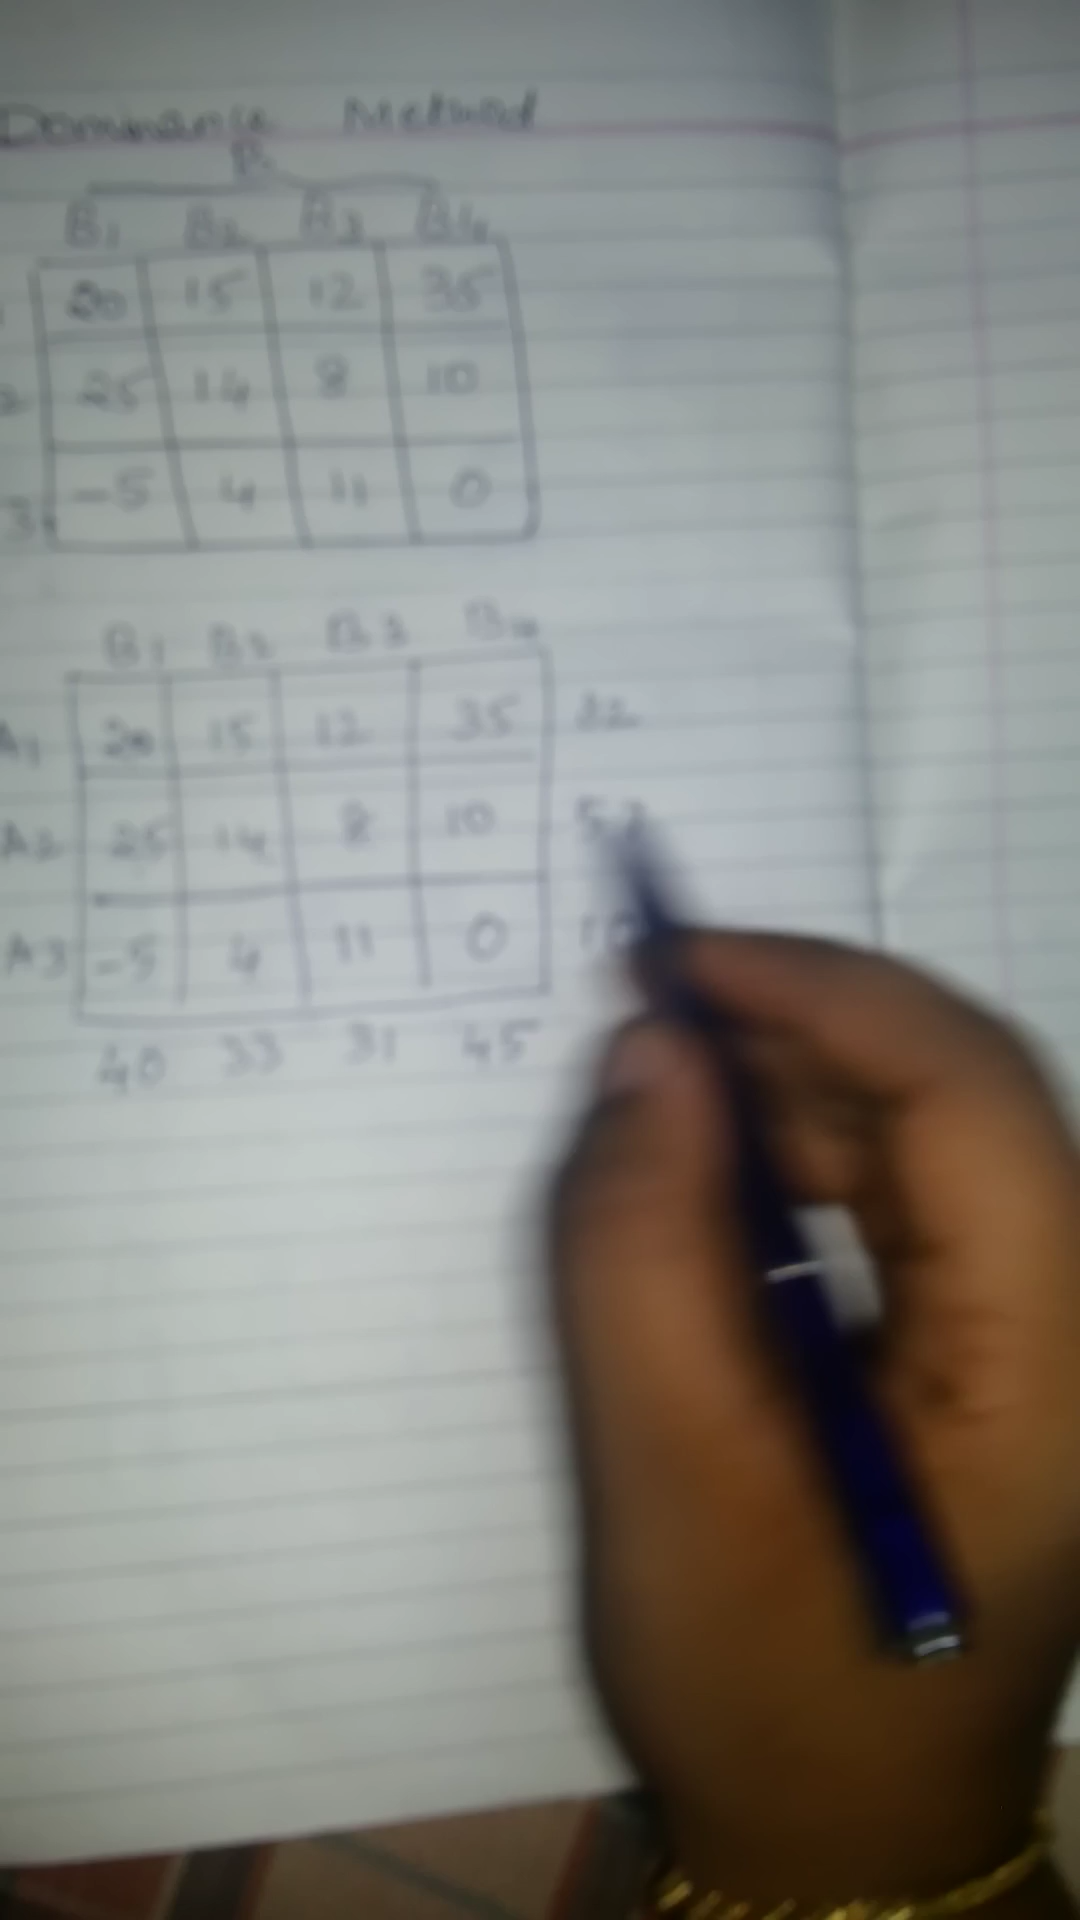 Dominance Method
B
B1 B2 B3 B4
20 15 12 35
2 25 14 8 10
3 -5 4 11 0
B1 B2 B3 B4
A1 20 15 12 35
A2 25 14 8 10
A3 -5 4 11 0
40 33 31 45